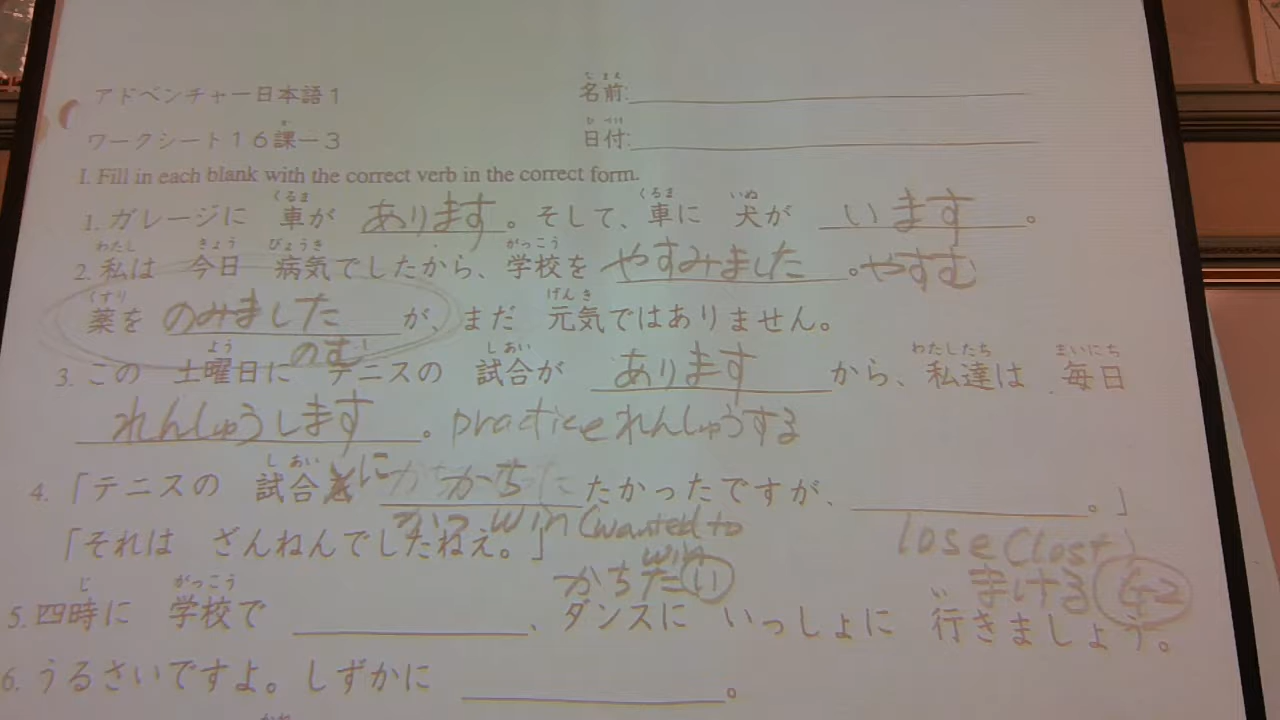 アドベンチャー日本語1 名前:
ワークシート16課ー3 日付:
I. Fill in each blank with the correct verb in the correct form.
1. ガレージに 車が あります。そして、車に 犬が います。
2. 私は 今日 病気でしたから、学校を やすみました。やすむ
薬を のみましたが、まだ 元気ではありません。
のむ
3. この 土曜日に テニスの 試合が ありますから、私達は 毎日
れんしゅうします。practice れんしゅうする
4. 「テニスの 試合に かちたかったですが、。」
かつ win (wanted to win
lose (lost)
「それは ざんねんでしたねえ。」
かちたい
まける G2
5. 四時に 学校で 、ダンスに いっしょに 行きましょう。
6. うるさいですよ。しずかに 。